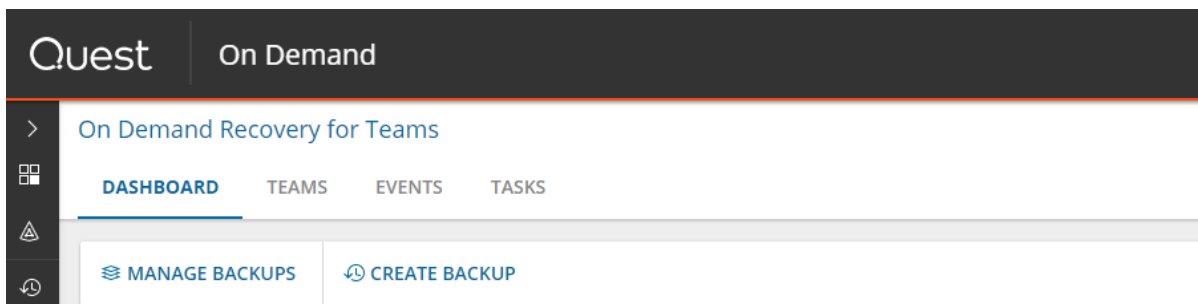 Quest On Demand
On Demand Recovery for Teams
DASHBOARD TEAMS EVENTS TASKS
MANAGE BACKUPS CREATE BACKUP